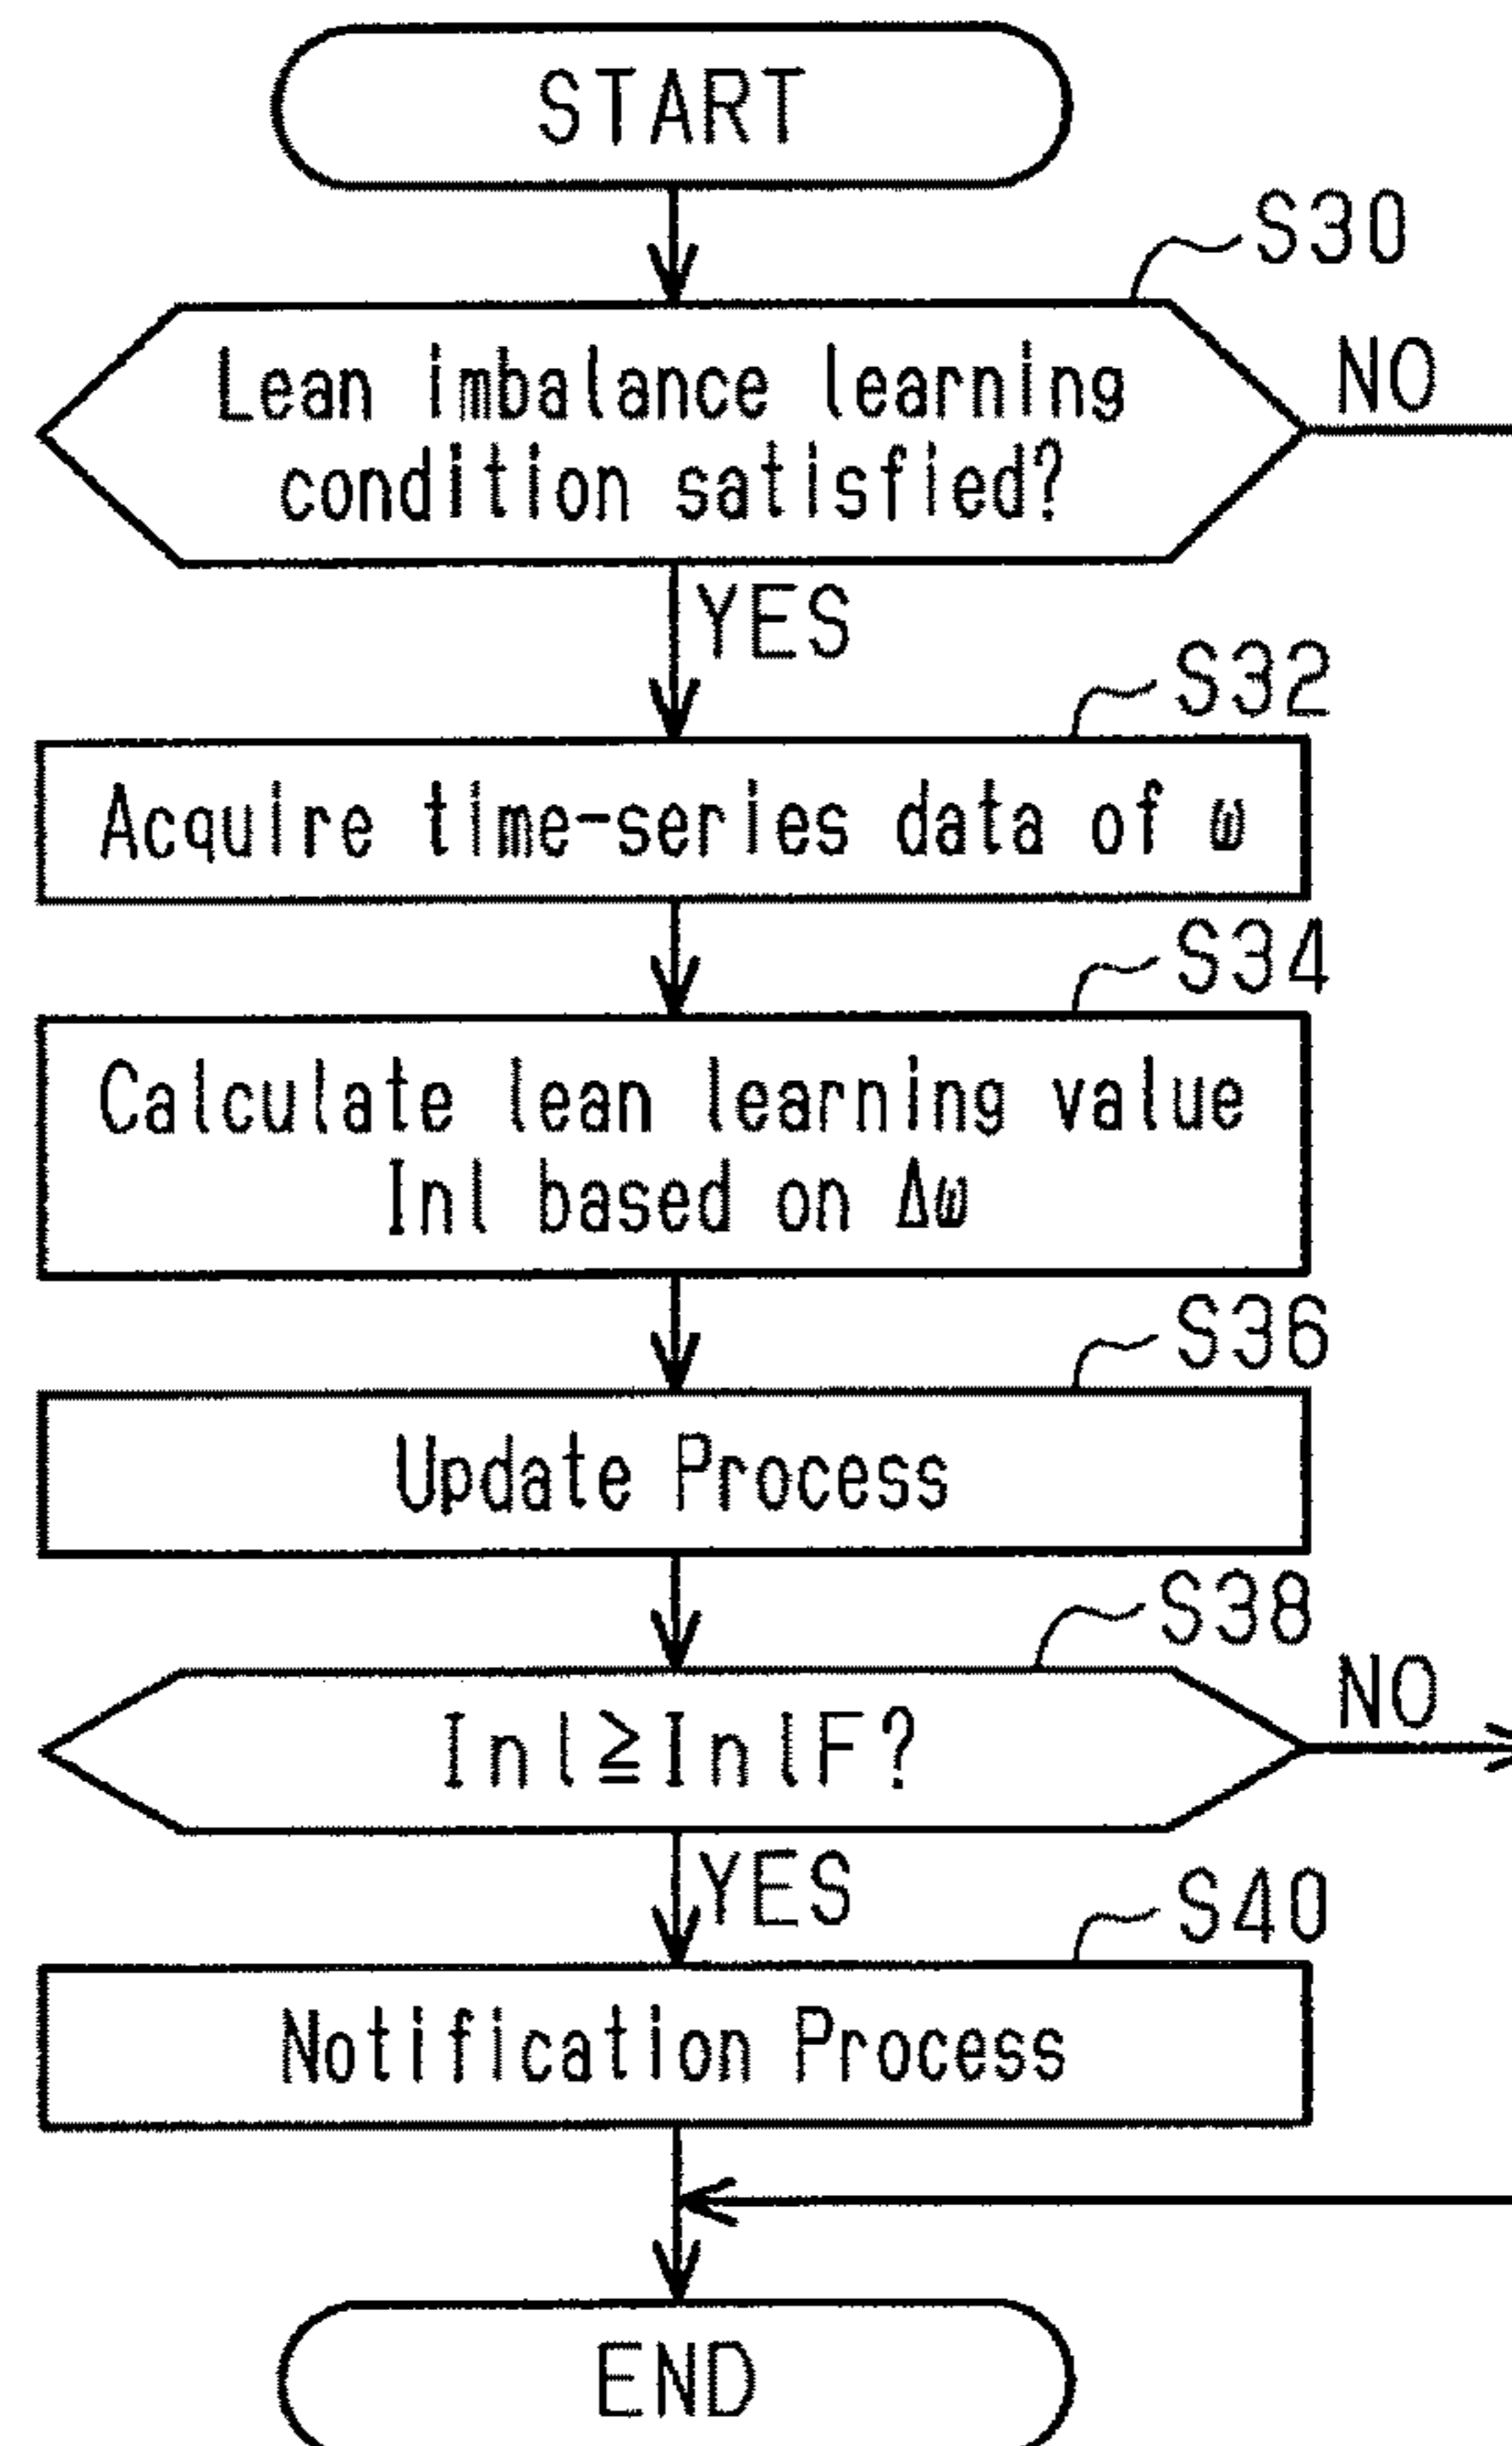 START
S30
Lean imbalance learning
condition satisfied?
NO
YES
S32
Acquire time-series data of ω
S34
Calculate lean learning value
Inl based on Δω
S36
Update Process
S38
Inl≧InlF?
NO
YES
S40
Notification Process
END